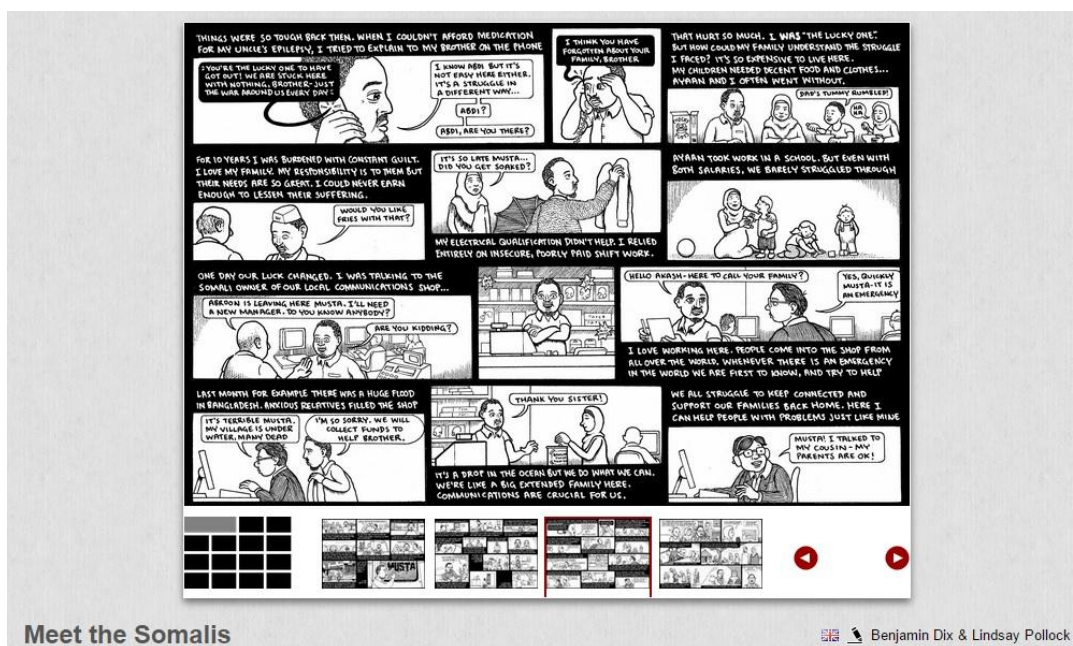 THINGS WERE SO TOUGH BACK THEN. WHEN I COULDN'T AFFORD MEDICATION
FOR MY UNCLE'S EPILEPSY, I TRIED TO EXPLAIN TO MY BROTHER ON THE PHONE
:YOU'RE THE LUCKY ONE TO HAVE
GOT OUT! WE ARE STUCK HERE
WITH NOTHING, BROTHER-JUST
THE WAR AROUND US EVERY DAY:
I KNOW ABDI BUT IT'S
NOT EASY HERE EITHER.
IT'S A STRUGGLE IN
A DIFFERENT WAY...
ABDI?
ABDI, ARE YOU THERE?
I THINK YOU HAVE
FORGOTTEN ABOUT YOUR
FAMILY, BROTHER
THAT HURT SO MUCH. I WAS "THE LUCKY ONE".
BUT HOW COULD MY FAMILY UNDERSTAND THE STRUGGLE
I FACED? IT'S SO EXPENSIVE TO LIVE HERE.
MY CHILDREN NEEDED DECENT FOOD AND CLOTHES...
AYAAN AND I OFTEN WENT WITHOUT.
DAD'S TUMMY RUMBLED!
HA
HA
FOR 10 YEARS I WAS BURDENED WITH CONSTANT GUILT.
I LOVE MY FAMILY. MY RESPONSIBILITY IS TO THEM BUT
THEIR NEEDS ARE SO GREAT. I COULD NEVER EARN
ENOUGH TO LESSEN THEIR SUFFERING.
WOULD YOU LIKE
FRIES WITH THAT?
IT'S SO LATE MUSTA...
DID YOU GET SOAKED?
MY ELECTRICAL QUALIFICATION DIDN'T HELP. I RELIED
ENTIRELY ON INSECURE, POORLY PAID SHIFT WORK.
AYAAN TOOK WORK IN A SCHOOL. BUT EVEN WITH
BOTH SALARIES, WE BARELY STRUGGLED THROUGH
ONE DAY OUR LUCK CHANGED. I WAS TALKING TO THE
SOMALI OWNER OF OUR LOCAL COMMUNICATIONS SHOP...
ABROON IS LEAVING HERE MUSTA. I'LL NEED
A NEW MANAGER. DO YOU KNOW ANYBODY?
ARE YOU KIDDING?
HELLO AKASH-HERE TO CALL YOUR FAMILY?
YES, QUICKLY
MUSTA-IT IS
AN EMERGENCY
I LOVE WORKING HERE. PEOPLE COME INTO THE SHOP FROM
ALL OVER THE WORLD. WHENEVER THERE IS AN EMERGENCY
IN THE WORLD WE ARE FIRST TO KNOW, AND TRY TO HELP
LAST MONTH FOR EXAMPLE THERE WAS A HUGE FLOOD
IN BANGLADESH. ANXIOUS RELATIVES FILLED THE SHOP
IT'S TERRIBLE MUSTA.
MY VILLAGE IS UNDER
WATER, MANY DEAD
I'M SO SORRY. WE WILL
COLLECT FUNDS TO
HELP BROTHER.
THANK YOU SISTER!
IT'S A DROP IN THE OCEAN BUT WE DO WHAT WE CAN.
WE'RE LIKE A BIG EXTENDED FAMILY HERE.
COMMUNICATIONS ARE CRUCIAL FOR US.
WE ALL STRUGGLE TO KEEP CONNECTED AND
SUPPORT OUR FAMILIES BACK HOME. HERE I
CAN HELP PEOPLE WITH PROBLEMS JUST LIKE MINE
MUSTA! I TALKED TO
MY COUSIN - MY
PARENTS ARE OK!
MUSTA
Meet the Somalis
Benjamin Dix & Lindsay Pollock